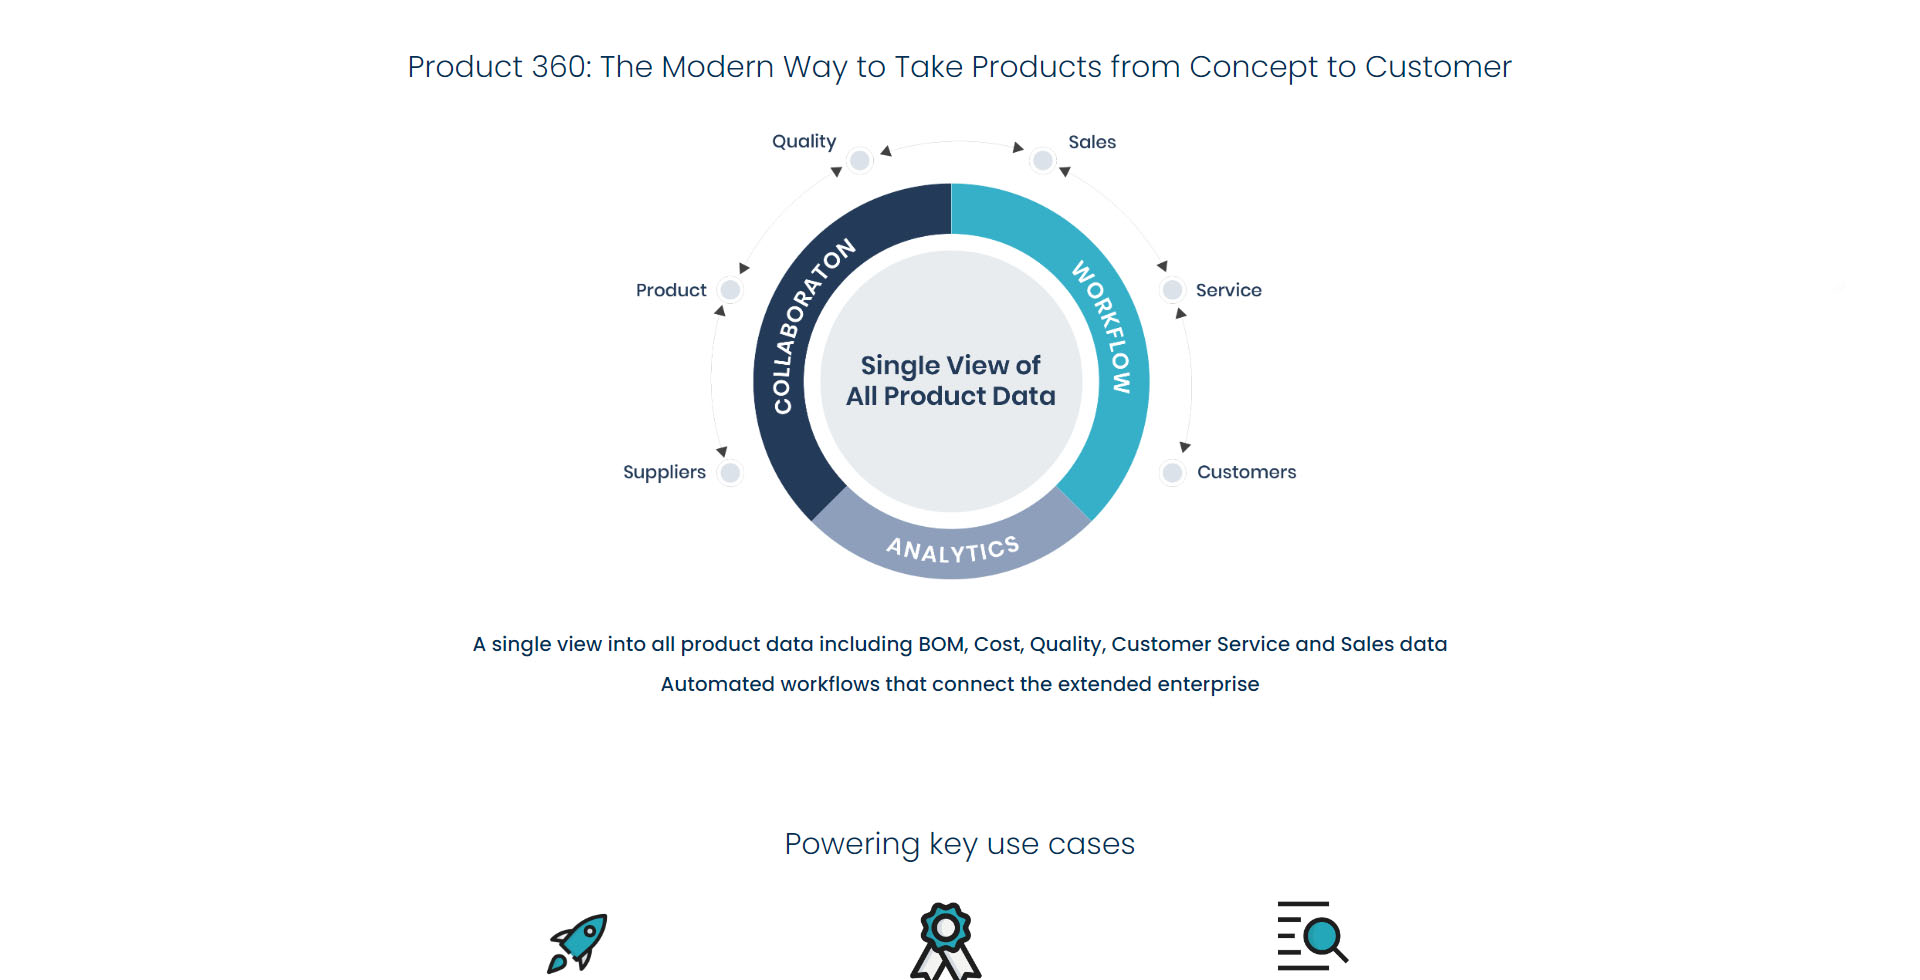 Product 360: The Modern Way to Take Products from Concept to Customer
Quality
Sales
Product
Service
COLLABORATON
WORKFLOW
Single View of
All Product Data
Suppliers
Customers
ANALYTICS
A single view into all product data including BOM, Cost, Quality, Customer Service and Sales data
Automated workflows that connect the extended enterprise
Powering key use cases